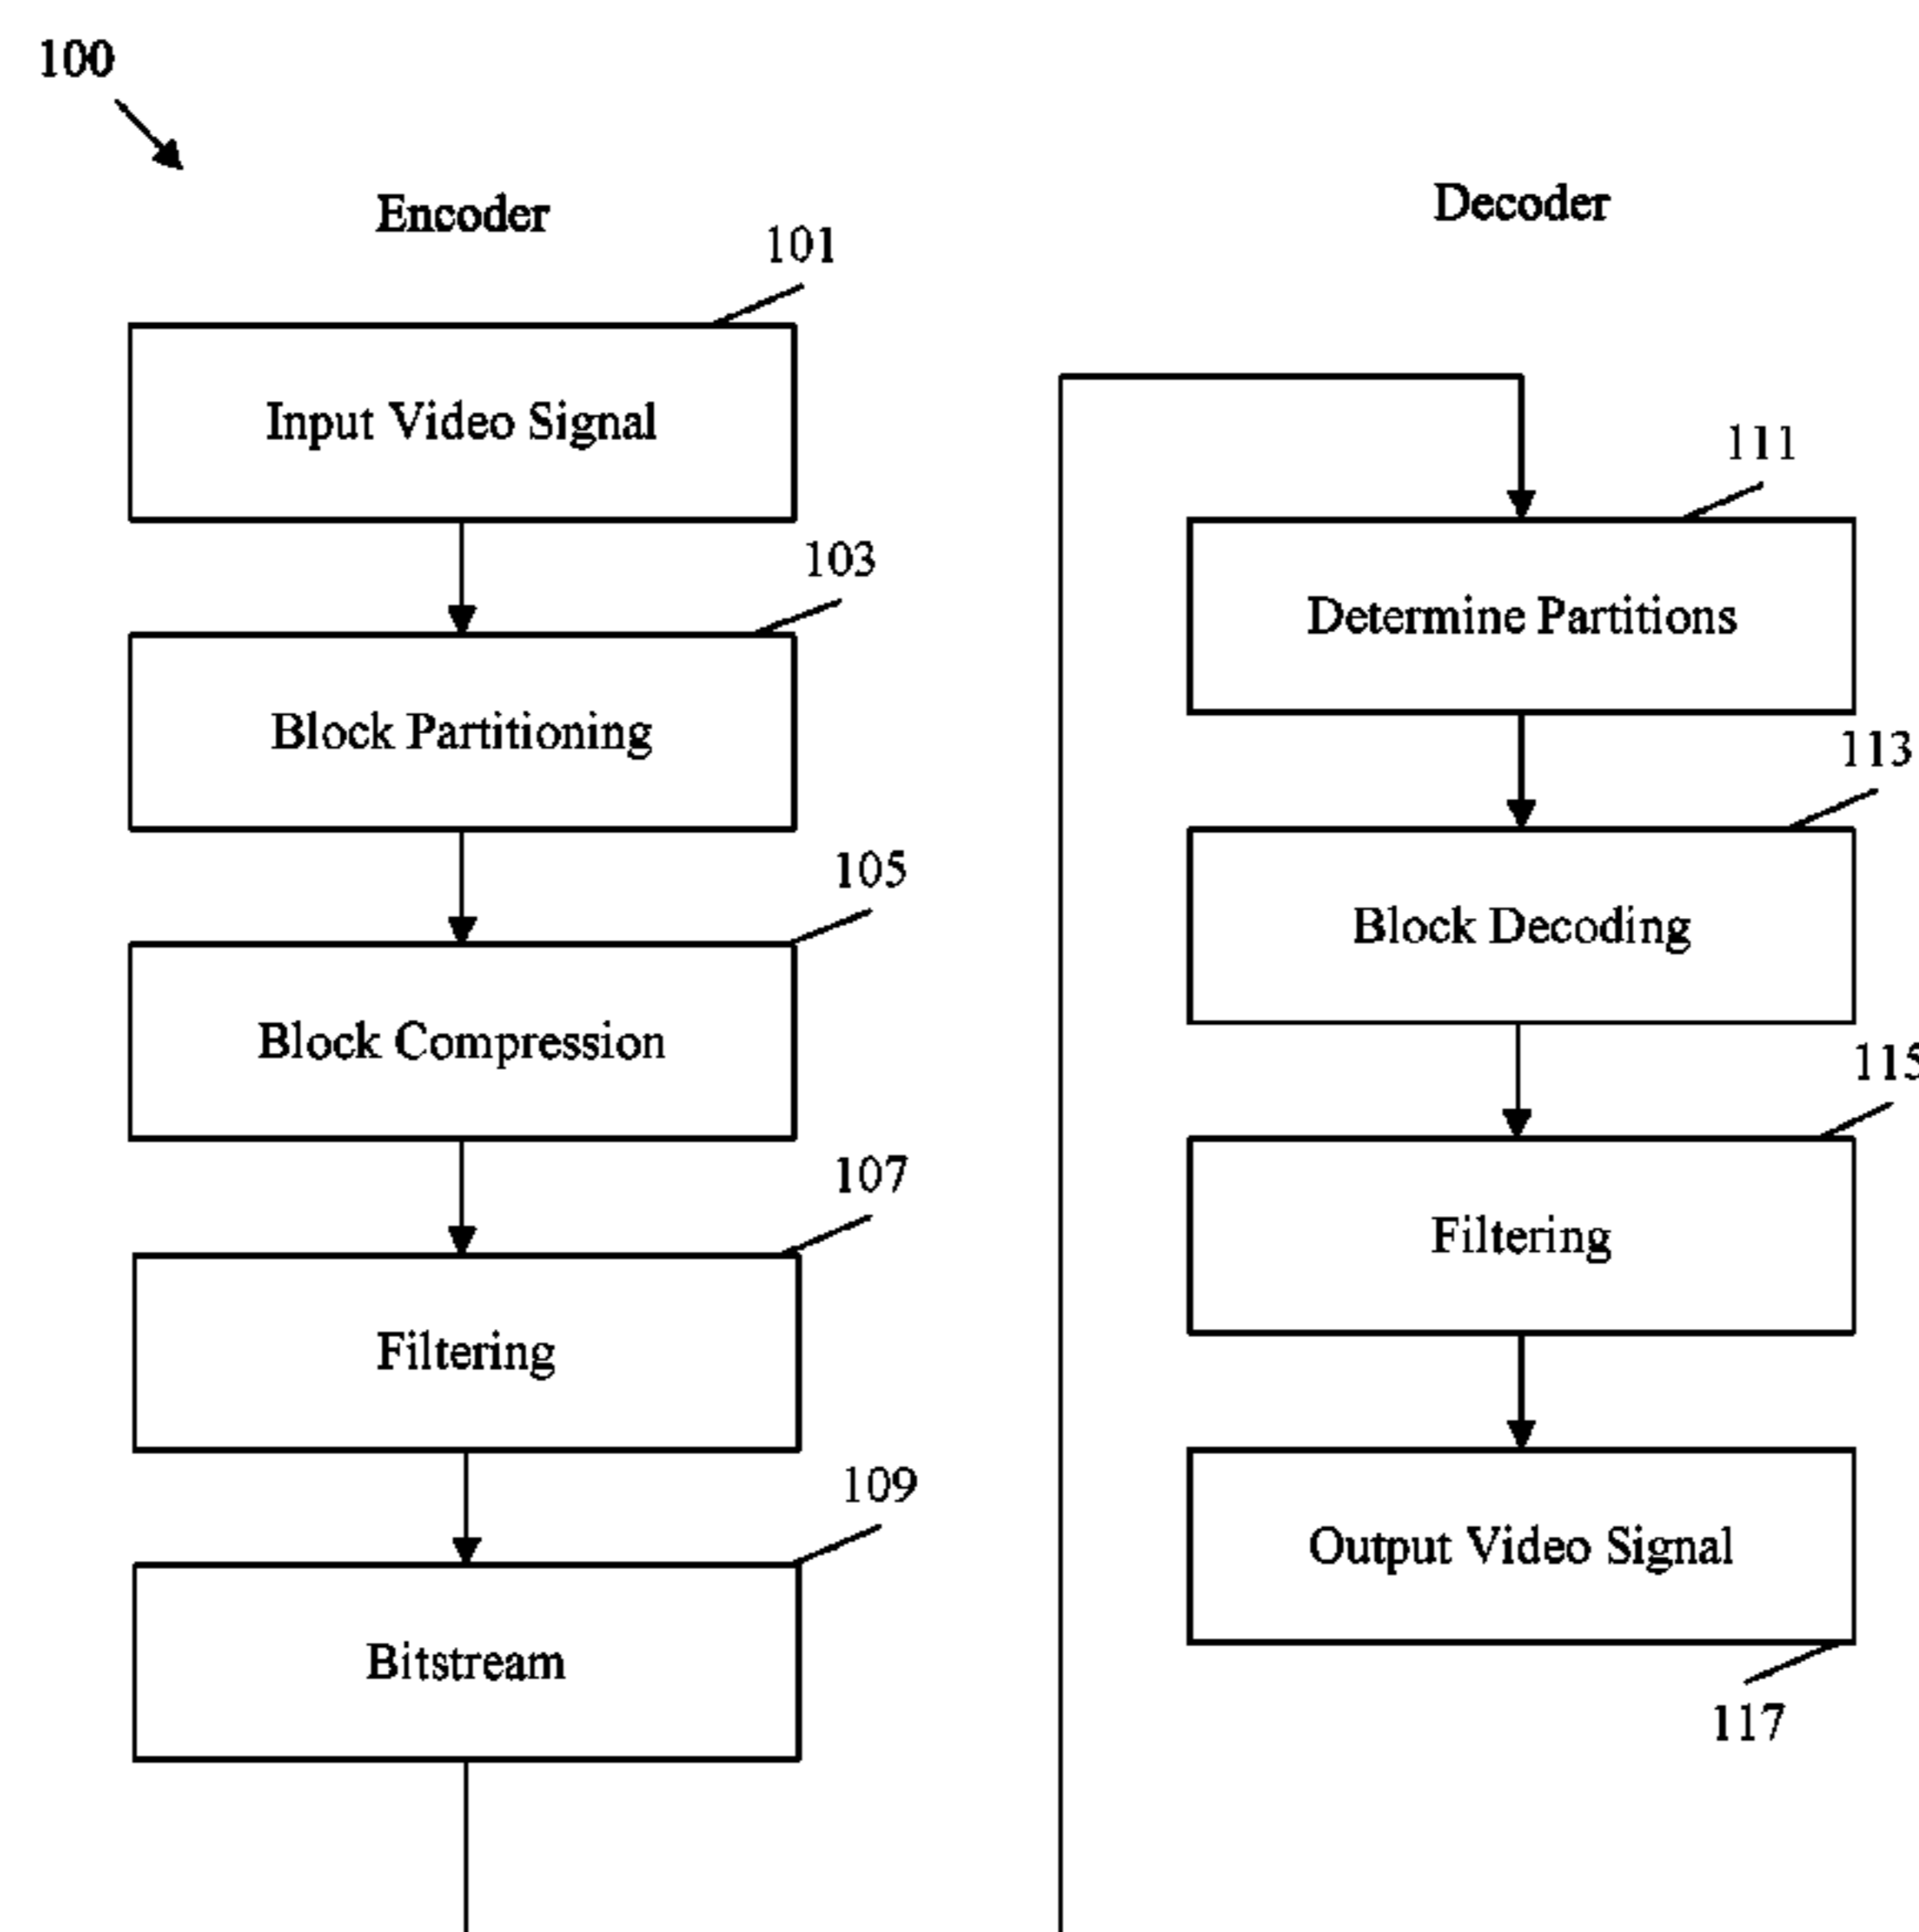 100
Encoder
101
Input Video Signal
103
Block Partitioning
105
Block Compression
107
Filtering
109
Bitstream
Decoder
111
Determine Partitions
113
Block Decoding
115
Filtering
Output Video Signal
117